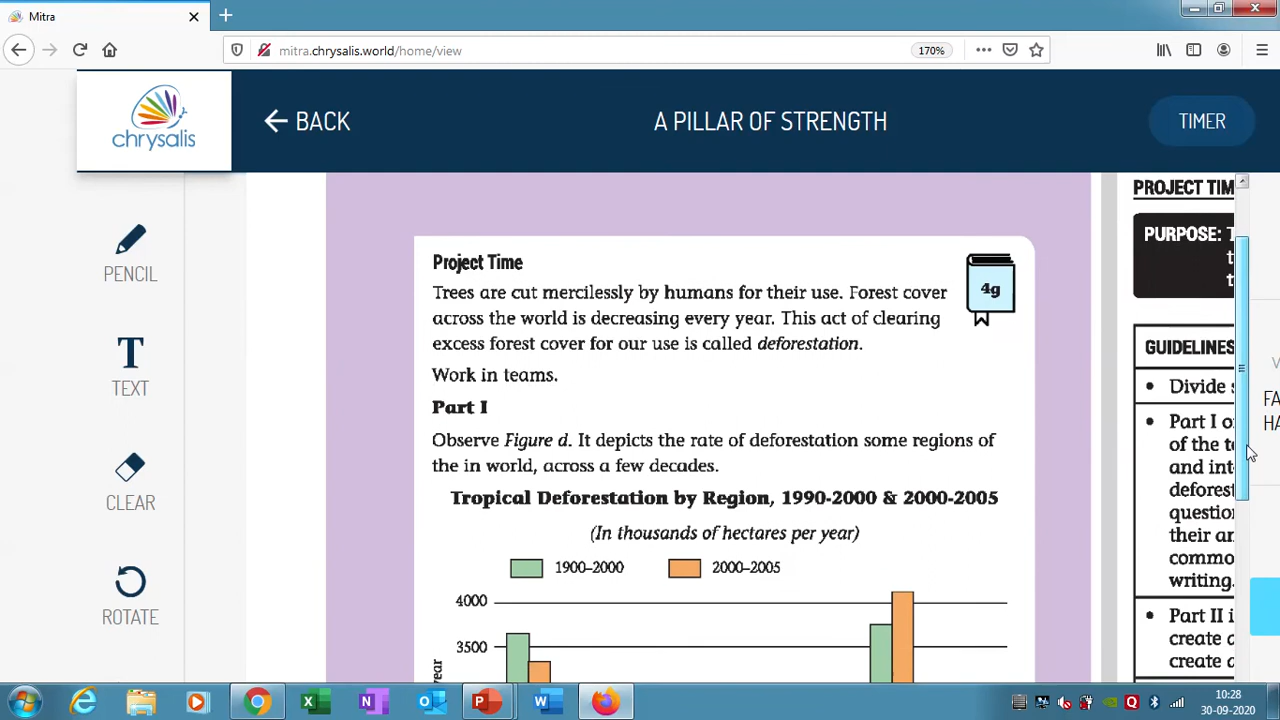 Mitra
mitra.chrysalis.world/home/view
170%
chrysalis
BACK
A PILLAR OF STRENGTH
TIMER
PENCIL
TEXT
CLEAR
ROTATE
Project Time
4g
Trees are cut mercilessly by humans for their use. Forest cover
across the world is decreasing every year. This act of clearing
excess forest cover for our use is called deforestation.
Work in teams.
Part I
Observe Figure d. It depicts the rate of deforestation some regions of
the in world, across a few decades.
Tropical Deforestation by Region, 1990-2000 & 2000-2005
(In thousands of hectares per year)
1900–2000 2000–2005
4000
3500
year
PROJECT TIM
PURPOSE: T
GUIDELINES
• Divide s
• Part I o
of the te
and int
deforest
question
their an
commo
writing.
• Part II i
create a
create a
FA
HA
10:28
30-09-2020